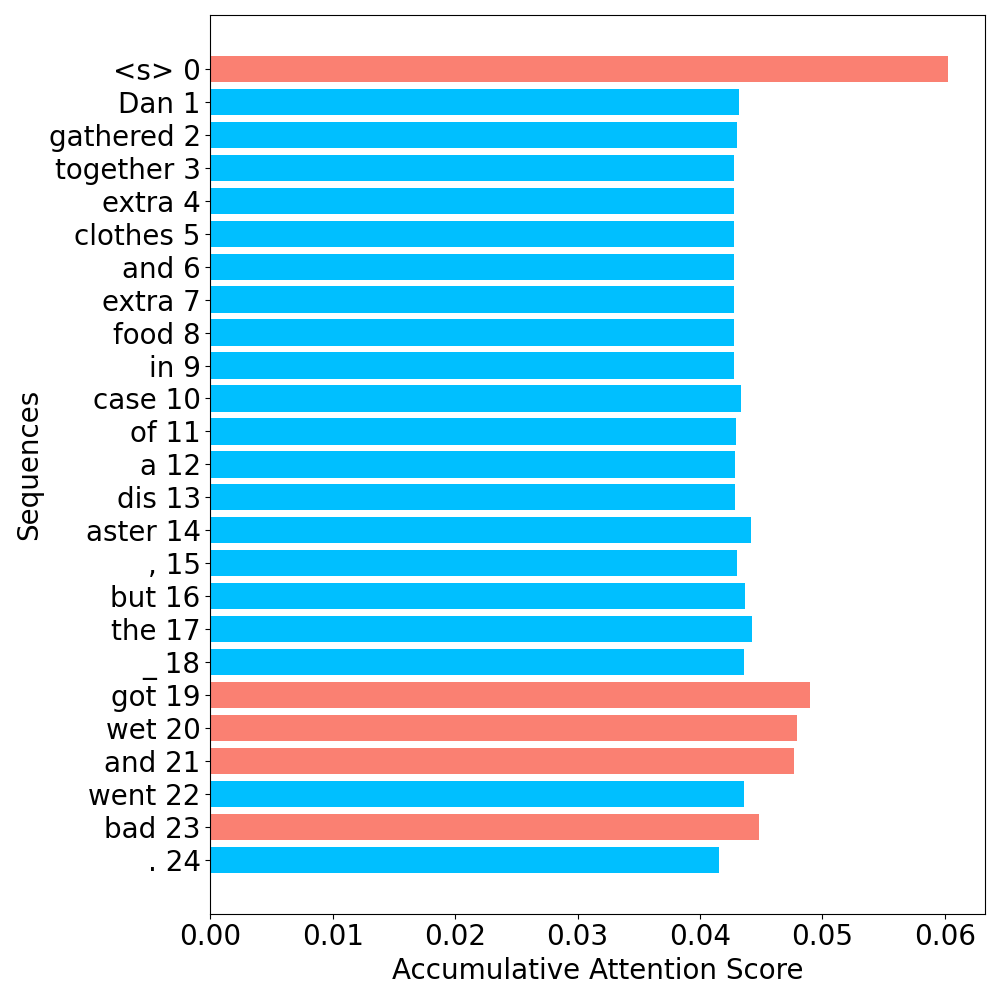 <s> 0
Dan 1
gathered 2
together 3
extra 4
clothes 5
and 6
extra 7
food 8
in 9
case 10
of 11
a 12
dis 13
aster 14
, 15
but 16
the 17
_ 18
got 19
wet 20
and 21
went 22
bad 23
. 24
Sequences
0.00 0.01 0.02 0.03 0.04 0.05 0.06
Accumulative Attention Score